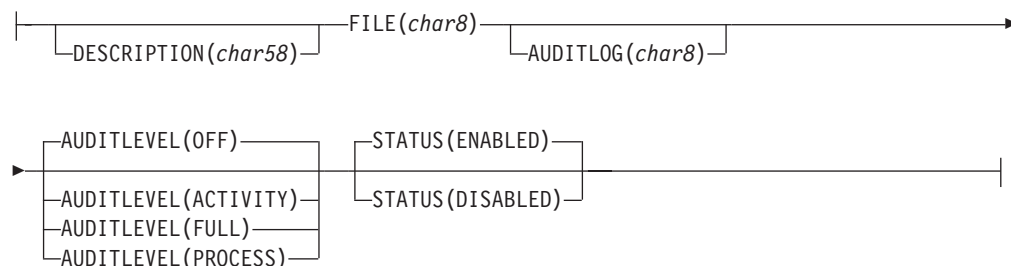 FILE(char8)
DESCRIPTION(char58)
AUDITLOG(char8)
AUDITLEVEL(OFF)
STATUS(ENABLED)
AUDITLEVEL(ACTIVITY)
STATUS(DISABLED)
AUDITLEVEL(FULL)
AUDITLEVEL(PROCESS)